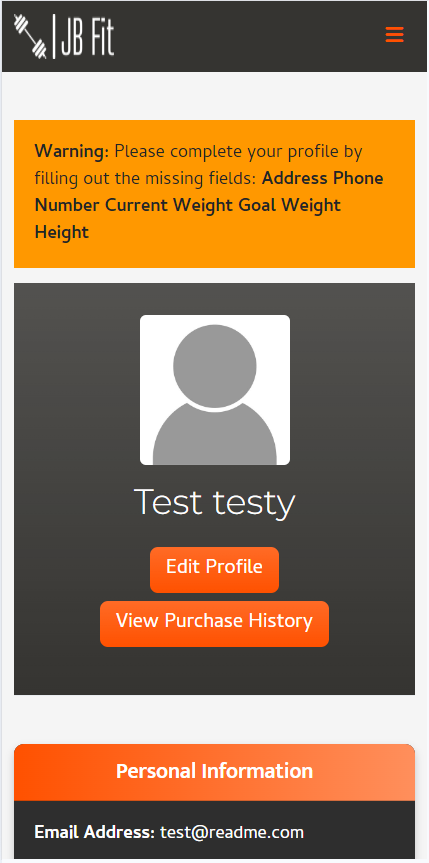 JB Fit
Warning: Please complete your profile by
filling out the missing fields: Address Phone
Number Current Weight Goal Weight
Height
Test testy
Edit Profile
View Purchase History
Personal Information
Email Address: test@readme.com